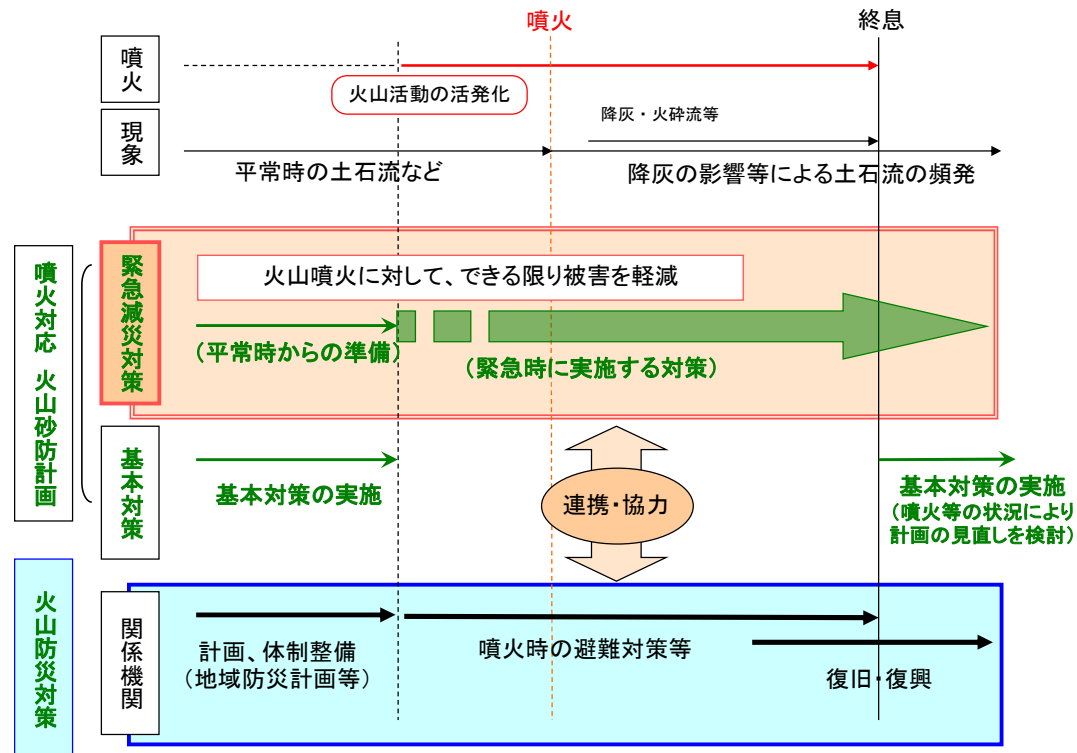 噴火
終息
噴火
火山活動の活発化
現象
降灰・火砕流等
平常時の土石流など
降灰の影響等による土石流の頻発
噴火対応 火山砂防計画
緊急減災対策
火山噴火に対して、できる限り被害を軽減
(平常時からの準備)
(緊急時に実施する対策)
基本対策
基本対策の実施
連携・協力
基本対策の実施
(噴火等の状況により
計画の見直しを検討)
火山防災対策
関係機関
計画、体制整備
(地域防災計画等)
噴火時の避難対策等
復旧・復興